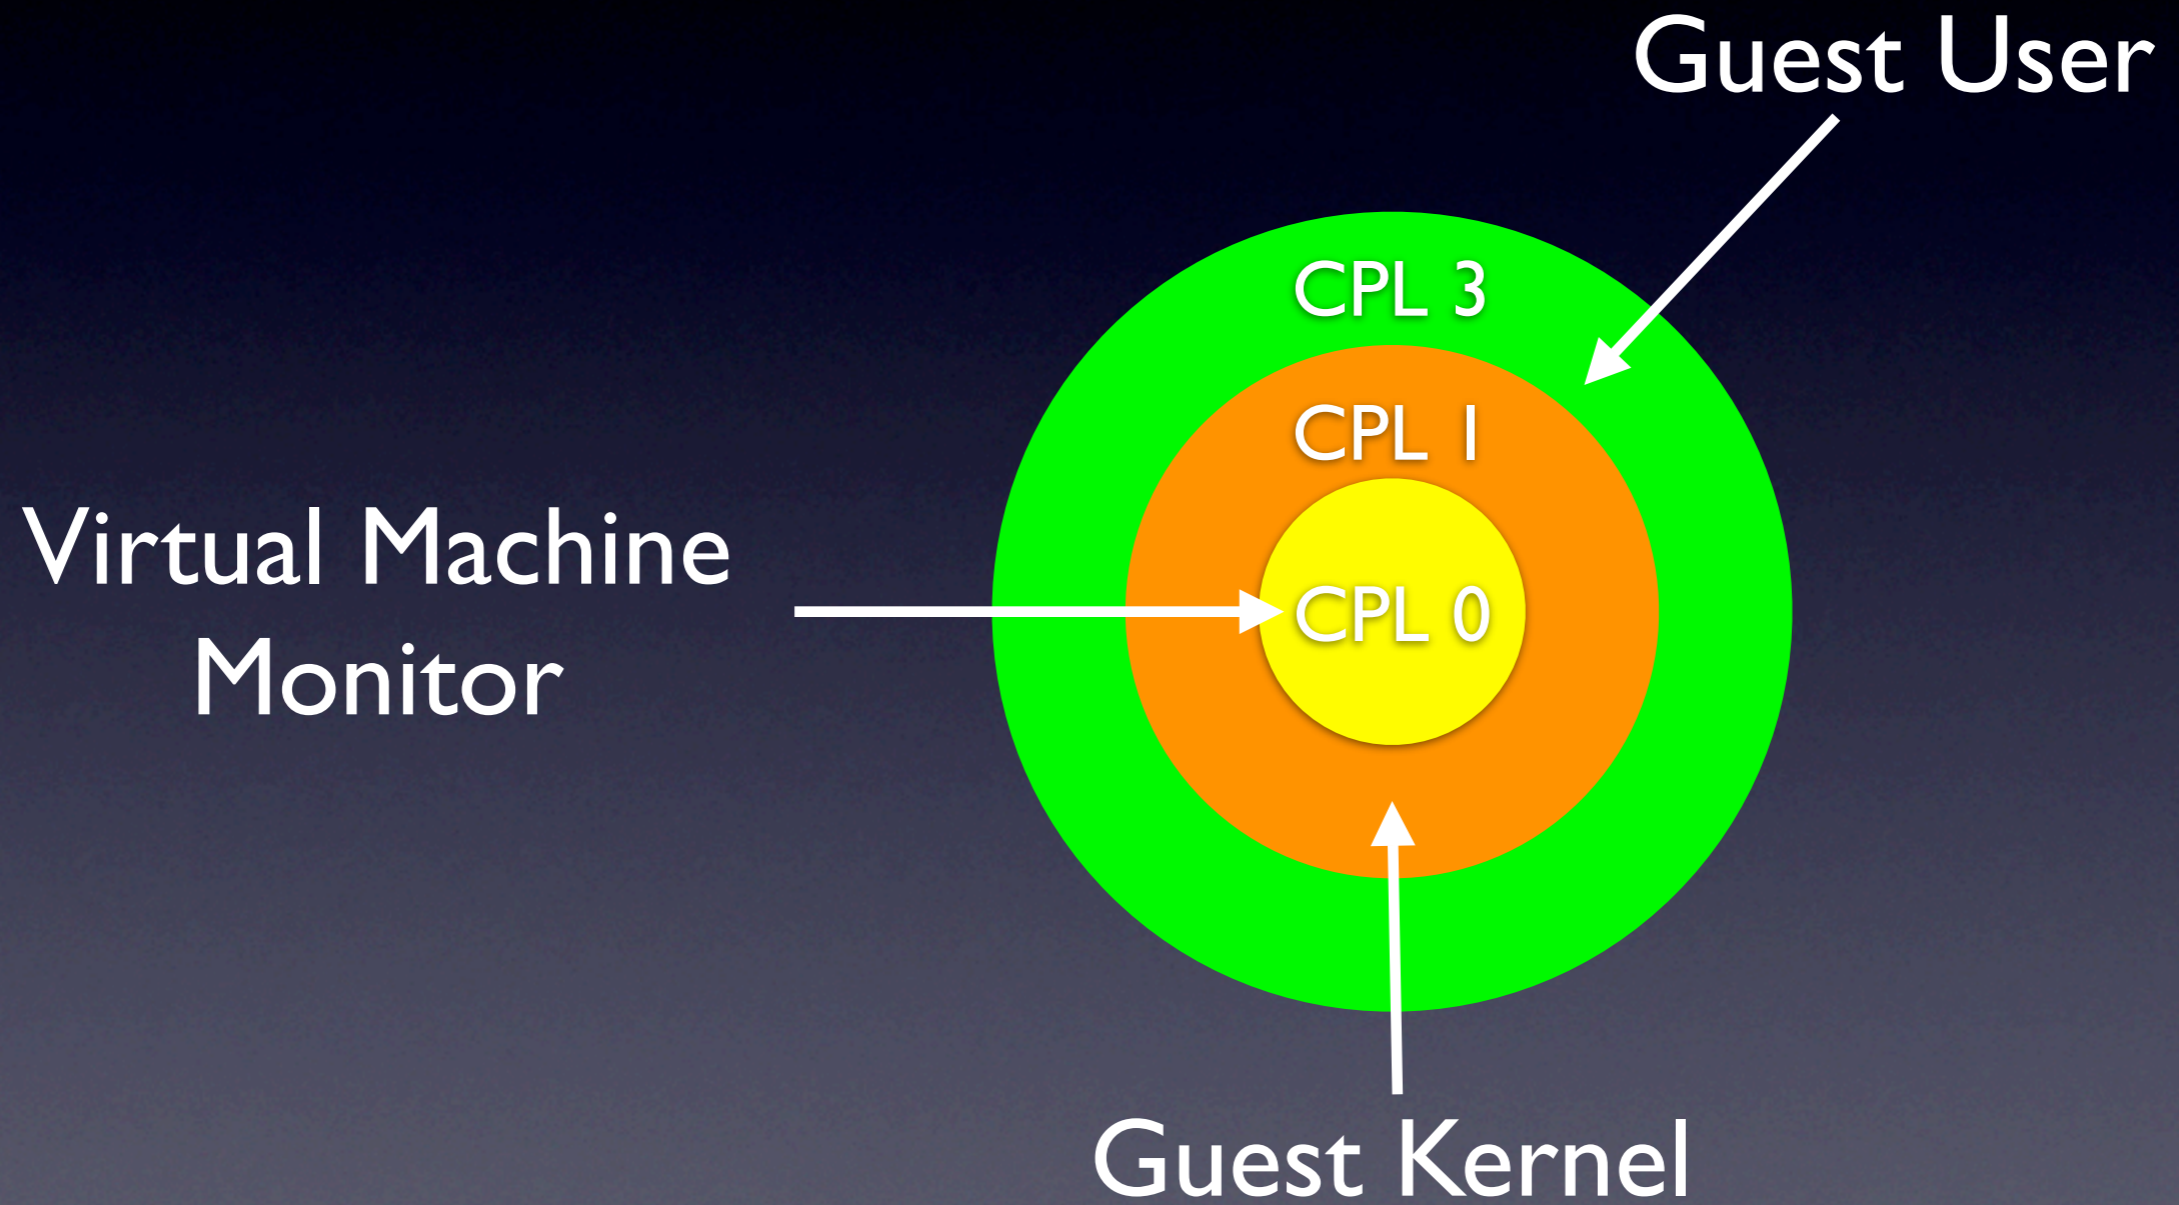 Guest User
CPL 3
CPL 1
Virtual Machine
Monitor
CPL 0
Guest Kernel